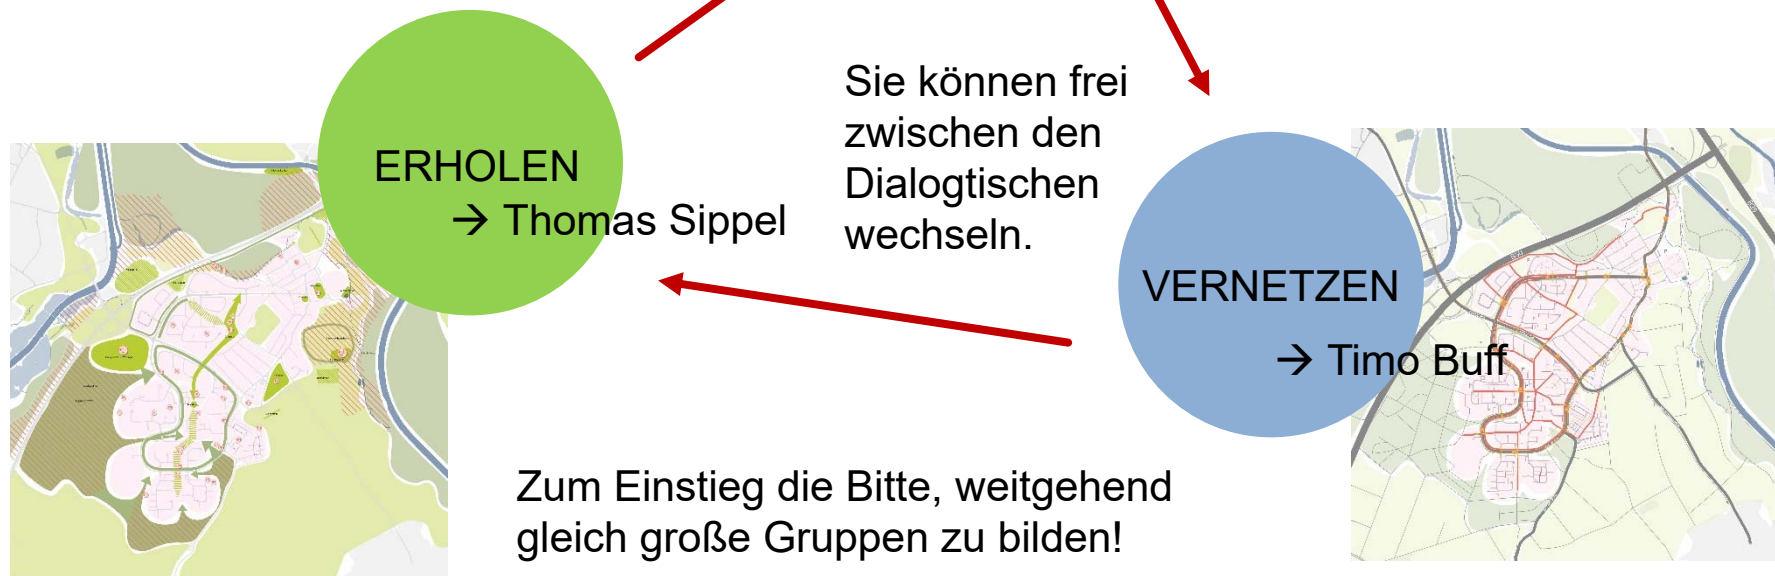 ERHOLEN
→ Thomas Sippel
Sie können frei
zwischen den
Dialogtischen
wechseln.
VERNETZEN
→ Timo Buff
Zum Einstieg die Bitte, weitgehend
gleich große Gruppen zu bilden!